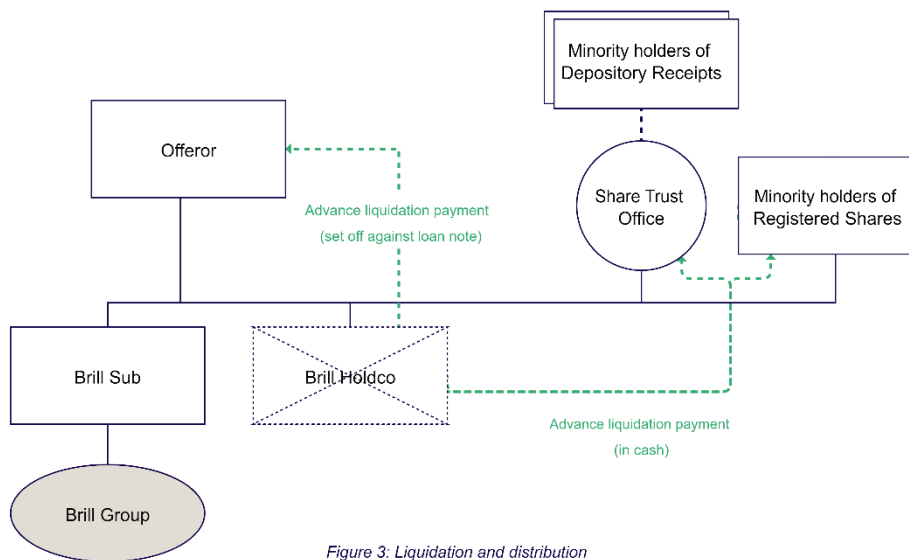 Minority holders of
Depository Receipts
Offeror
Share Trust
Office
Minority holders of
Registered Shares
Advance liquidation payment
(set off against loan note)
Brill Sub
Brill Holdco
Advance liquidation payment
(in cash)
Brill Group
Figure 3: Liquidation and distribution